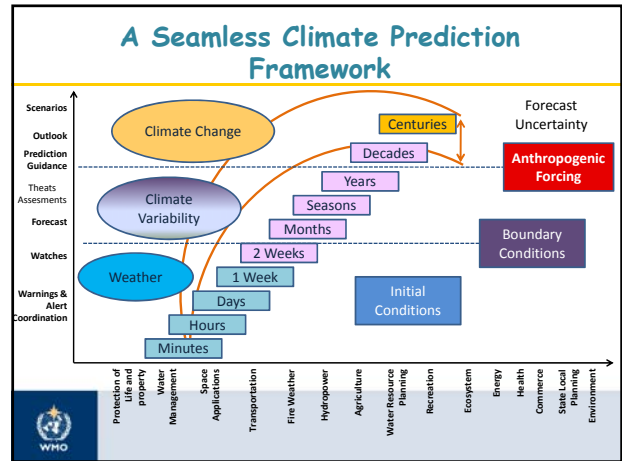 A Seamless Climate Prediction
Framework
Scenarios
Outlook
Prediction
Guidance
Theats
Assesments
Forecast
Watches
Warnings &
Alert
Coordination
Climate Change
Climate
Variability
Weather
Centuries
Decades
Years
Seasons
Months
2 Weeks
1 Week
Days
Hours
Minutes
Forecast
Uncertainty
Anthropogenic
Forcing
Boundary
Conditions
Initial
Conditions
Protection of
Life and
property
Water
Management
Space
Applications
Transportation
Fire Weather
Hydropower
Agriculture
Water Resource
Planning
Recreation
Ecosystem
Energy
Health
Commerce
State Local
Planning
Environment
WMO